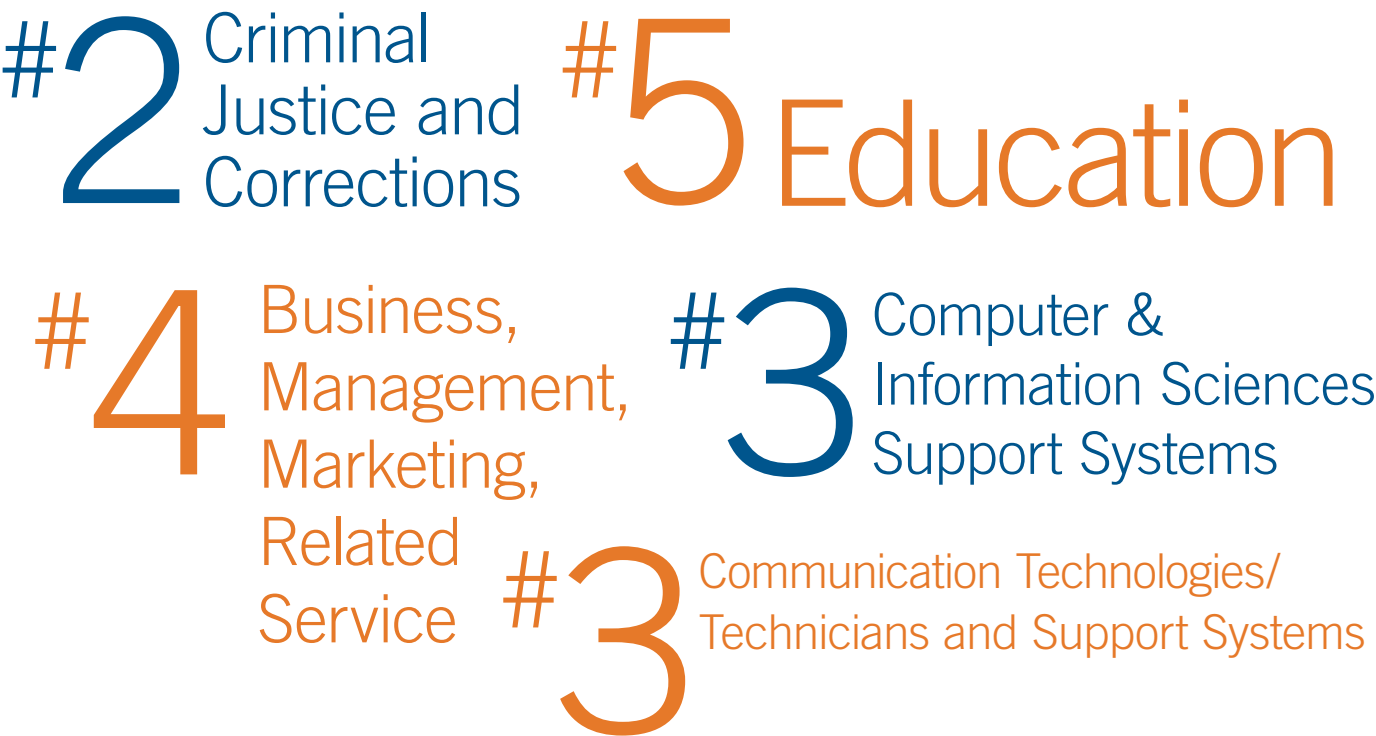 #2 Criminal
Justice and
Corrections
#5 Education
#4 Business,
Management,
Marketing,
Related
Service
#3 Computer &
Information Sciences
Support Systems
#3 Communication Technologies/
Technicians and Support Systems